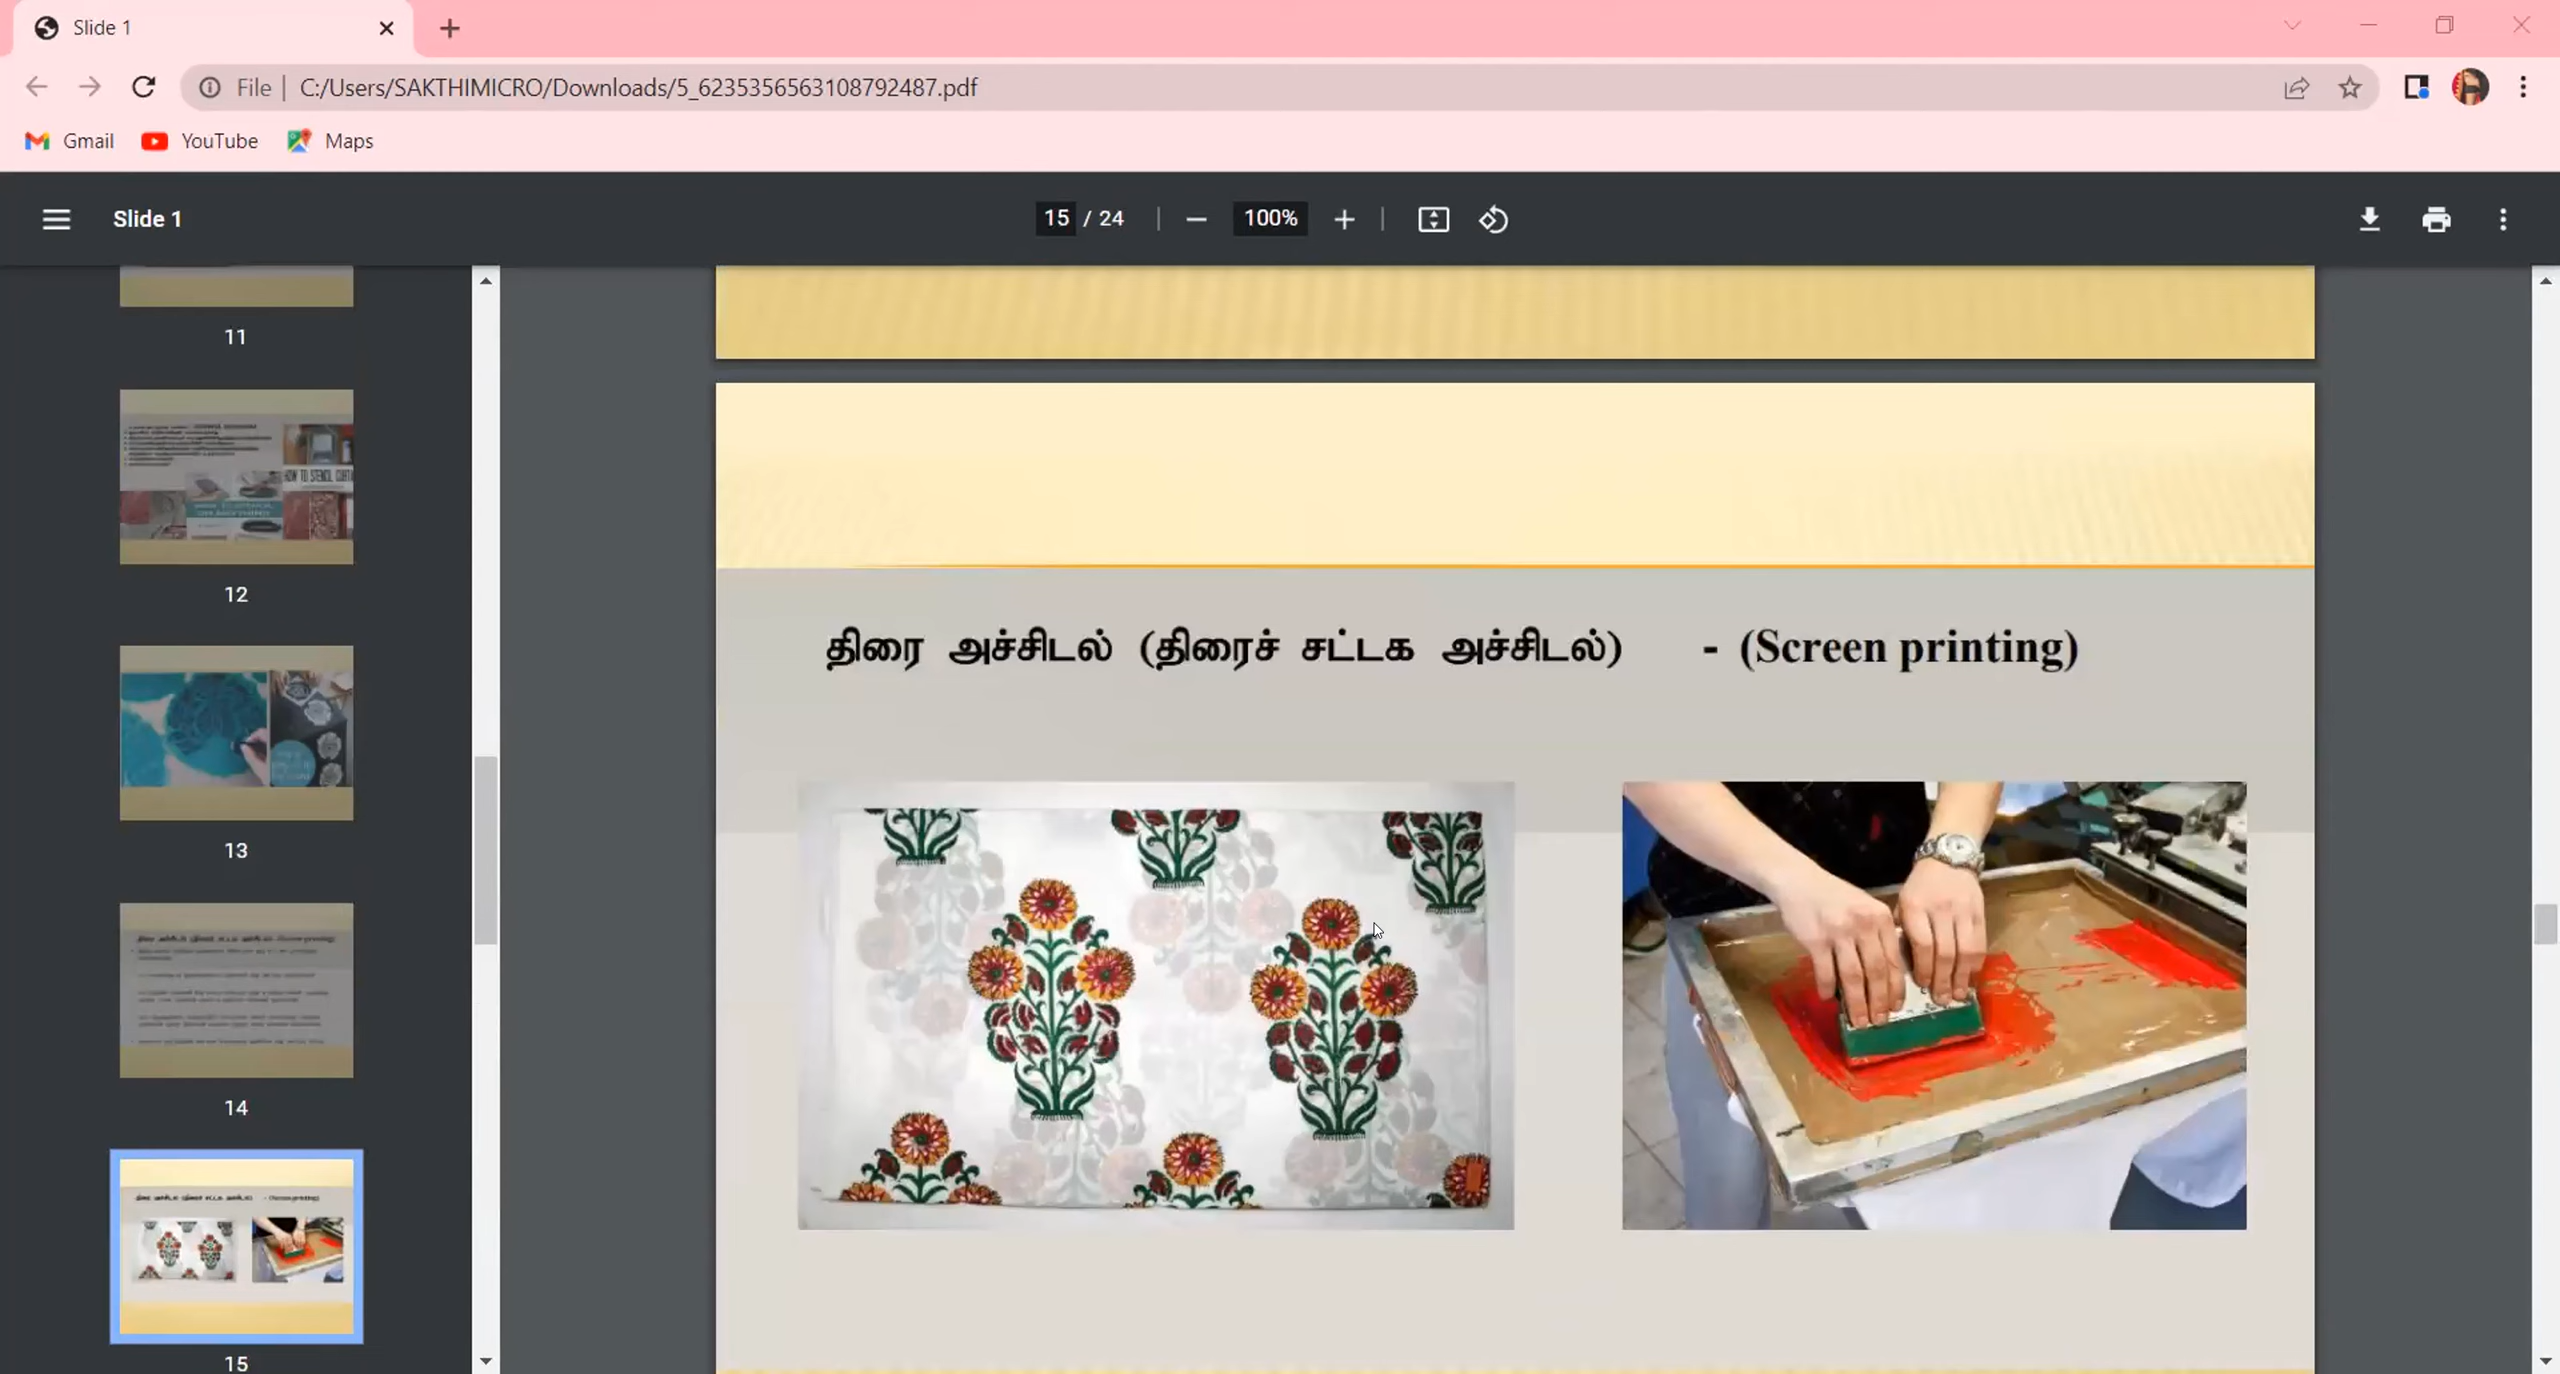 Slide 1
File | C:/Users/SAKTHIMICRO/Downloads/5_6235356563108792487.pdf
Gmail YouTube Maps
Slide 1 15 / 24 100%
11
12
13
14
15
திரை அச்சிடல் (திரைச் சட்டக அச்சிடல்) - (Screen printing)